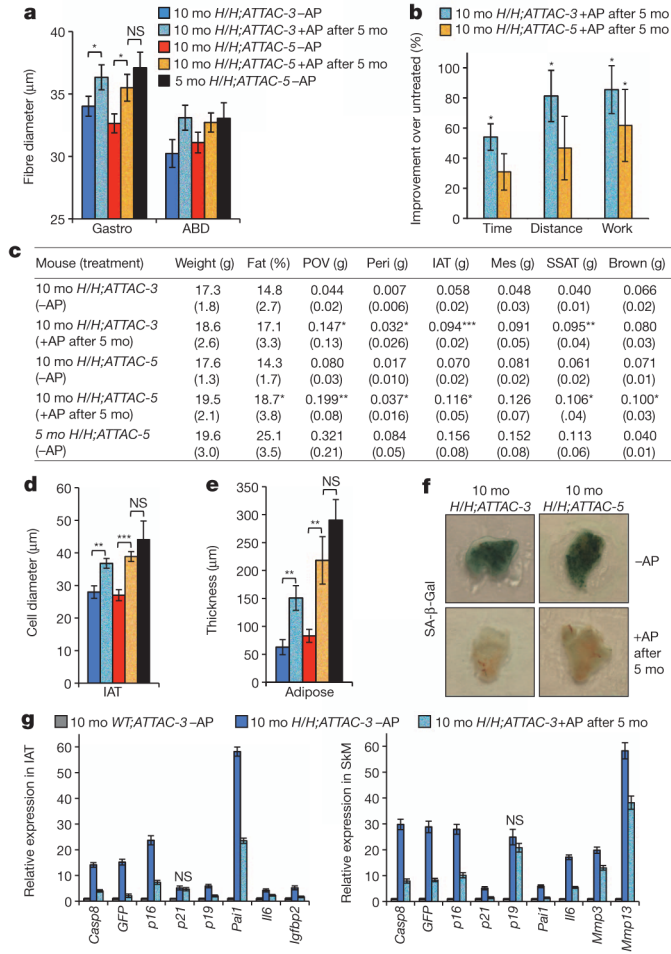 a
40
35
30
25
Fibre diameter (μm)
Gastro
ABD
*
*
NS
10 mo H/H;ATTAC-3 –AP
10 mo H/H;ATTAC-3+AP after 5 mo
10 mo H/H;ATTAC-5 –AP
10 mo H/H;ATTAC-5+AP after 5 mo
5 mo H/H;ATTAC-5 –AP
b
10 mo H/H;ATTAC-3 +AP after 5 mo
10 mo H/H;ATTAC-5 +AP after 5 mo
Improvement over untreated (%)
100
80
60
40
20
0
*
*
*
*
Time
Distance
Work
c
Mouse (treatment) Weight (g) Fat (%) POV (g) Peri (g) IAT (g) Mes (g) SSAT (g) Brown (g)
10 mo H/H;ATTAC-3 17.3 14.8 0.044 0.007 0.058 0.048 0.040 0.066
(–AP) (1.8) (2.7) (0.02) (0.006) (0.02) (0.03) (0.01) (0.02)
10 mo H/H;ATTAC-3 18.6 17.1 0.147* 0.032* 0.094*** 0.091 0.095** 0.080
(+AP after 5 mo) (2.6) (3.3) (0.13) (0.026) (0.02) (0.05) (0.04) (0.03)
10 mo H/H;ATTAC-5 17.6 14.3 0.080 0.017 0.070 0.081 0.061 0.071
(–AP) (1.3) (1.7) (0.03) (0.010) (0.02) (0.02) (0.02) (0.01)
10 mo H/H;ATTAC-5 19.5 18.7* 0.199** 0.037* 0.116* 0.126 0.106* 0.100*
(+AP after 5 mo) (2.1) (3.8) (0.08) (0.016) (0.05) (0.07) (.04) (0.03)
5 mo H/H;ATTAC-5 19.6 25.1 0.321 0.084 0.156 0.152 0.113 0.040
(–AP) (3.0) (3.5) (0.21) (0.05) (0.08) (0.08) (0.06) (0.01)
d
60
50
40
30
20
10
0
Cell diameter (μm)
**
***
NS
IAT
e
350
300
250
200
150
100
50
0
Thickness (μm)
**
**
NS
Adipose
f
10 mo
H/H;ATTAC-3
10 mo
H/H;ATTAC-5
SA-β-Gal
–AP
+AP
after
5 mo
g
10 mo WT;ATTAC-3 –AP
10 mo H/H;ATTAC-3 –AP
10 mo H/H;ATTAC-3+AP after 5 mo
Relative expression in IAT
60
50
40
30
20
10
0
NS
Casp8
GFP
p16
p21
p19
Pai1
Il6
Igfbp2
Relative expression in SkM
60
50
40
30
20
10
0
NS
Casp8
GFP
p16
p21
p19
Pai1
Il6
Mmp3
Mmp13